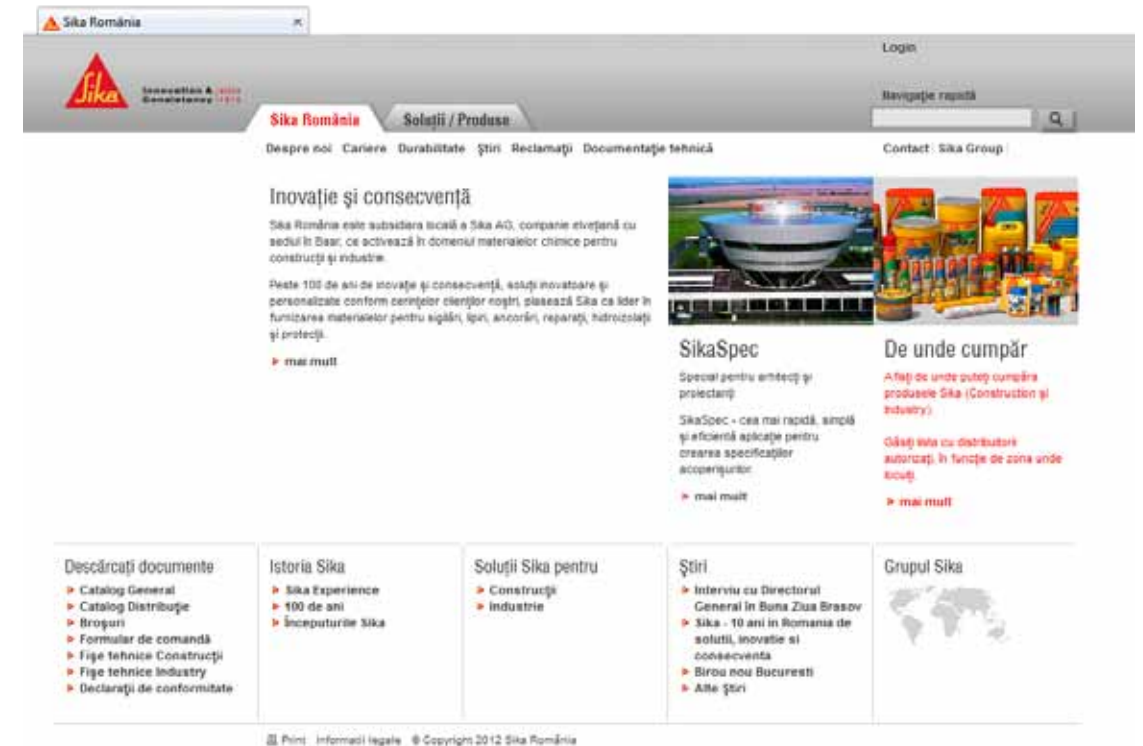 Sika România
Login
Sika
Innovation & since
Consistency 1910
Navigaţie rapidă
Sika România
Soluţii / Produse
Despre noi Cariere Durabilitate Ştiri Reclamaţii Documentaţie tehnică
Contact Sika Group
Inovaţie şi consecvenţă
Sika România este subsidiara locală a Sika AG, companie elveţiană cu
sediul în Baar, ce activează în domeniul materialelor chimice pentru
construcţii şi industrie.
Peste 100 de ani de inovaţie şi consecvenţă, soluţii inovatoare şi
personalizate conform cerinţelor clienţilor noştri, plasează Sika ca lider în
furnizarea materialelor pentru sigilări, lipiri, ancorări, reparaţii, hidroizolaţii
şi protecţii.
mai mult
SikaSpec
Special pentru arhitecţi şi
proiectanţi
SikaSpec - cea mai rapidă, simplă
şi eficientă aplicaţie pentru
crearea specificaţiilor
acoperişurilor.
mai mult
De unde cumpăr
Aflaţi de unde puteţi cumpăra
produsele Sika (Construction şi
Industry).
Găsiţi lista cu distribuitorii
autorizaţi, în funcţie de zona unde
locuiţi.
mai mult
Descărcaţi documente
Catalog General
Catalog Distribuţie
Broşuri
Formular de comandă
Fişe tehnice Construcţii
Fişe tehnice Industry
Declaraţii de conformitate
Istoria Sika
Sika Experience
100 de ani
Începuturile Sika
Soluţii Sika pentru
Construcţii
Industrie
Ştiri
Interviu cu Directorul
General in Buna Ziua Brasov
Sika - 10 ani in Romania de
solutii, inovatie si
consecventa
Birou nou Bucuresti
Alte Ştiri
Grupul Sika
Print Informatii legale © Copyright 2012 Sika România